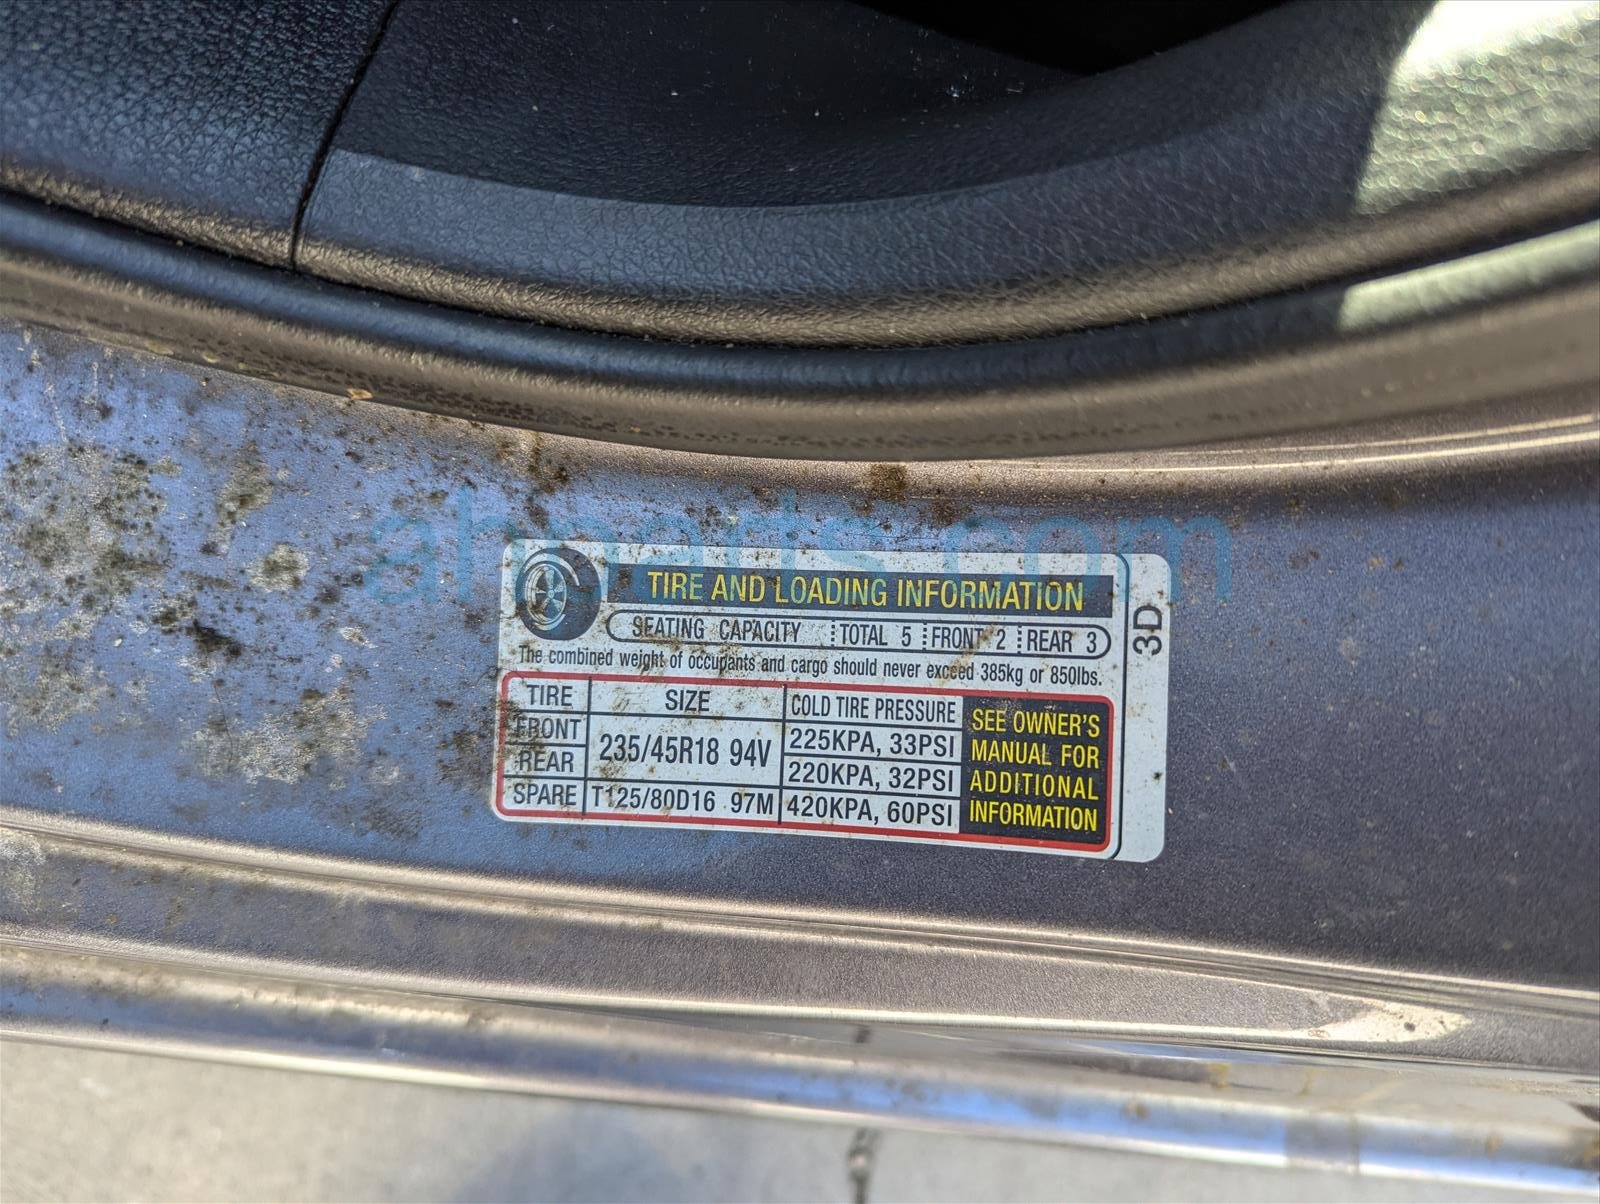 ahparts.com
TIRE AND LOADING INFORMATION
SEATING CAPACITY TOTAL 5 FRONT 2 REAR 3
The combined weight of occupants and cargo should never exceed 385kg or 850lbs.
TIRE SIZE COLD TIRE PRESSURE
FRONT 235/45R18 94V 225KPA, 33PSI
REAR 220KPA, 32PSI
SPARE T125/80D16 97M 420KPA, 60PSI
SEE OWNER'S
MANUAL FOR
ADDITIONAL
INFORMATION
3D